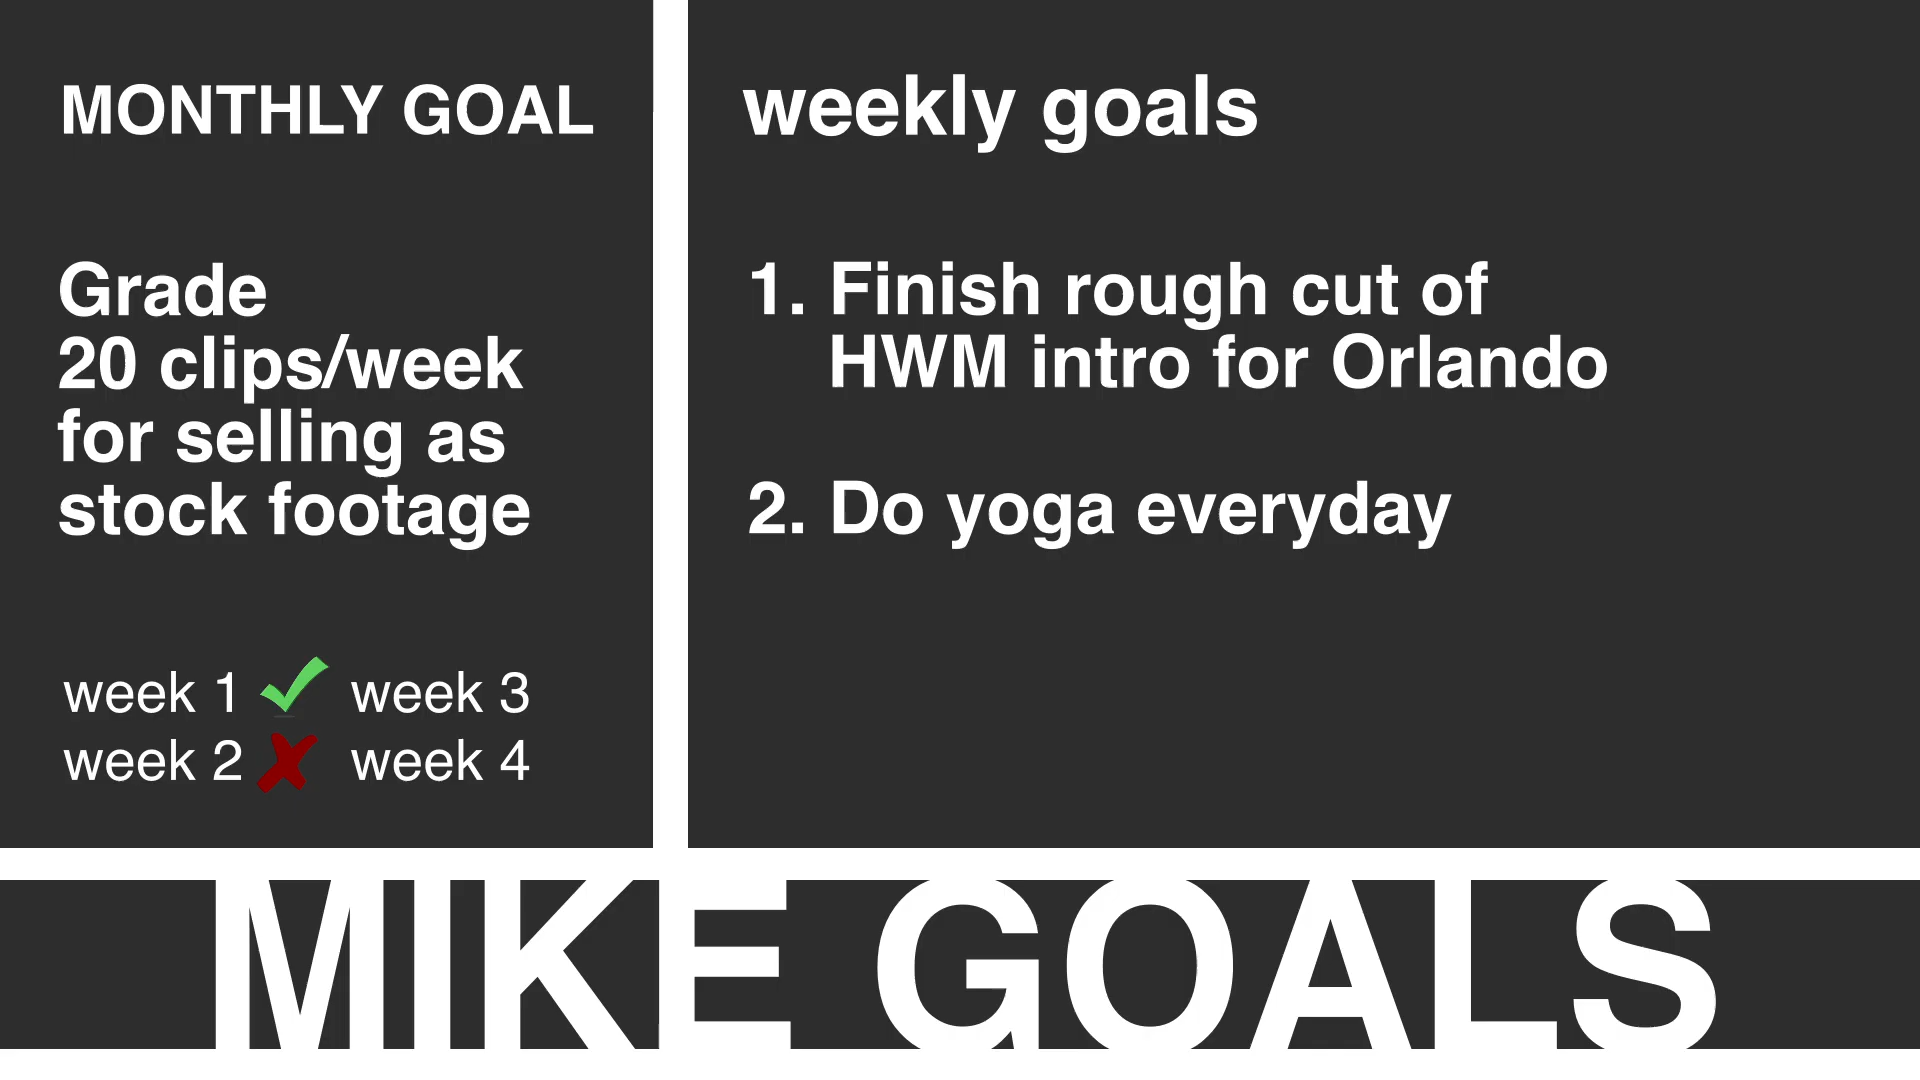 MONTHLY GOAL
Grade
20 clips/week
for selling as
stock footage
week 1 week 3
week 2 week 4
weekly goals
1. Finish rough cut of
HWM intro for Orlando
2. Do yoga everyday
MIKE GOALS